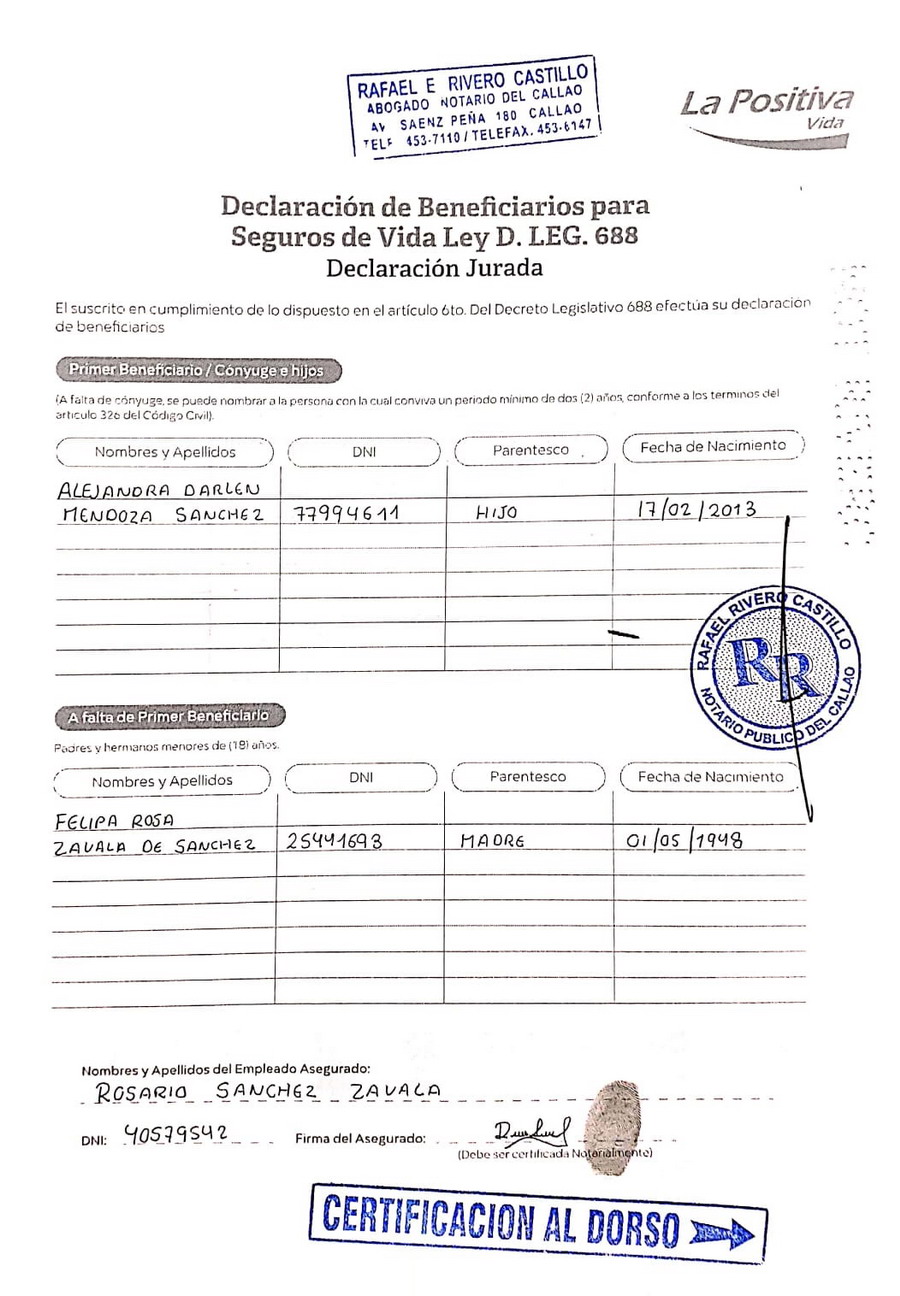 RAFAEL E RIVERO CASTILLO
ABOGADO NOTARIO DEL CALLAO
AV SAENZ PEÑA 180 CALLAO
TELF 453-7110 / TELEFAX. 453-6147
La Positiva
Vida
Declaración de Beneficiarios para
Seguros de Vida Ley D. LEG. 688
Declaración Jurada
El suscrito en cumplimiento de lo dispuesto en el artículo 6to. Del Decreto Legislativo 688 efectúa su declaración
de beneficiarios
Primer Beneficiario / Cónyuge e hijos
(A falta de cónyuge, se puede nombrar a la persona con la cual conviva un periodo mínimo de dos (2) años, conforme a los terminos del
articulo 326 del Código Civil).
Nombres y Apellidos DNI Parentesco Fecha de Nacimiento
ALEJANDRA DARLEN
MENDOZA SANCHEZ 77994611 HIJO 17/02/2013
RAFAEL RIVERO CASTILLO
RR
NOTARIO PUBLICO DEL CALLAO
A falta de Primer Beneficiario
Padres y hermanos menores de (18) años.
Nombres y Apellidos DNI Parentesco Fecha de Nacimiento
FELIPA ROSA
ZAVALA DE SANCHEZ 25441693 MADRE 01/05/1948
Nombres y Apellidos del Empleado Asegurado:
ROSARIO SANCHEZ ZAVALA
DNI: 40579542 Firma del Asegurado:
(Debe ser certificada Notarialmente)
CERTIFICACION AL DORSO